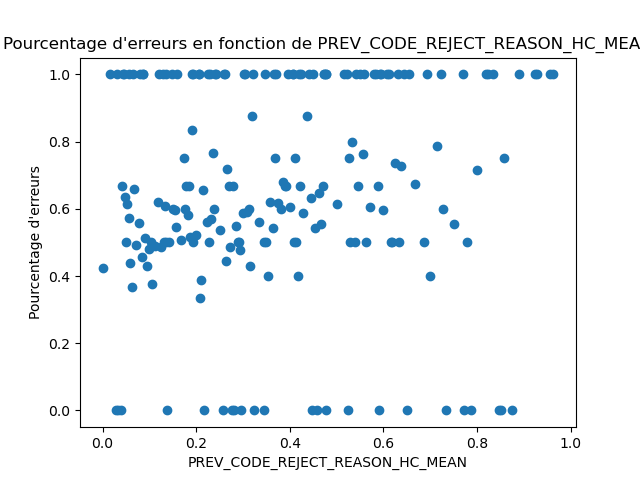 Pourcentage d'erreurs en fonction de PREV_CODE_REJECT_REASON_HC_MEA
1.0
0.8
0.6
0.4
0.2
0.0
Pourcentage d'erreurs
0.0 0.2 0.4 0.6 0.8 1.0
PREV_CODE_REJECT_REASON_HC_MEAN